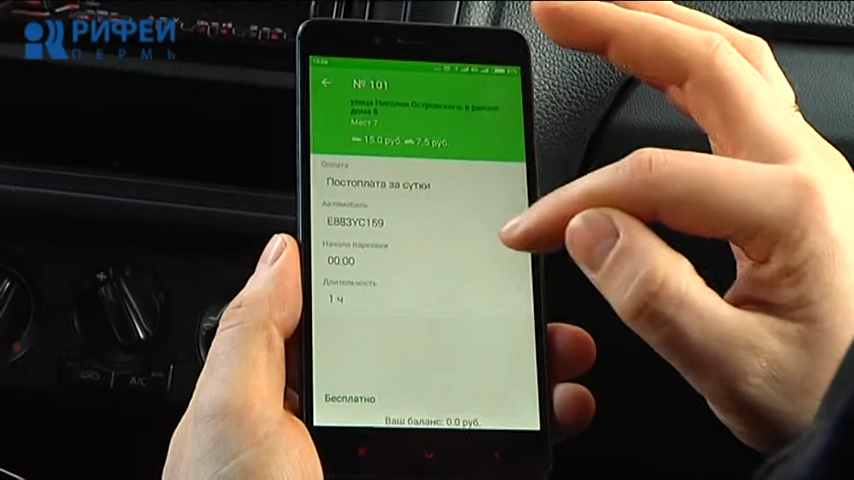 РИФЕЙ
ПЕРМЬ
№ 101
улица Николая Островского, в районе
дома 6
Мест 7
15.0 руб. 7.5 руб.
Оплата
Постоплата за сутки
Автомобиль
Е883УС159
Начало парковки
00:00
Длительность
1 ч
Бесплатно
Ваш баланс: 0.0 руб.
A/C